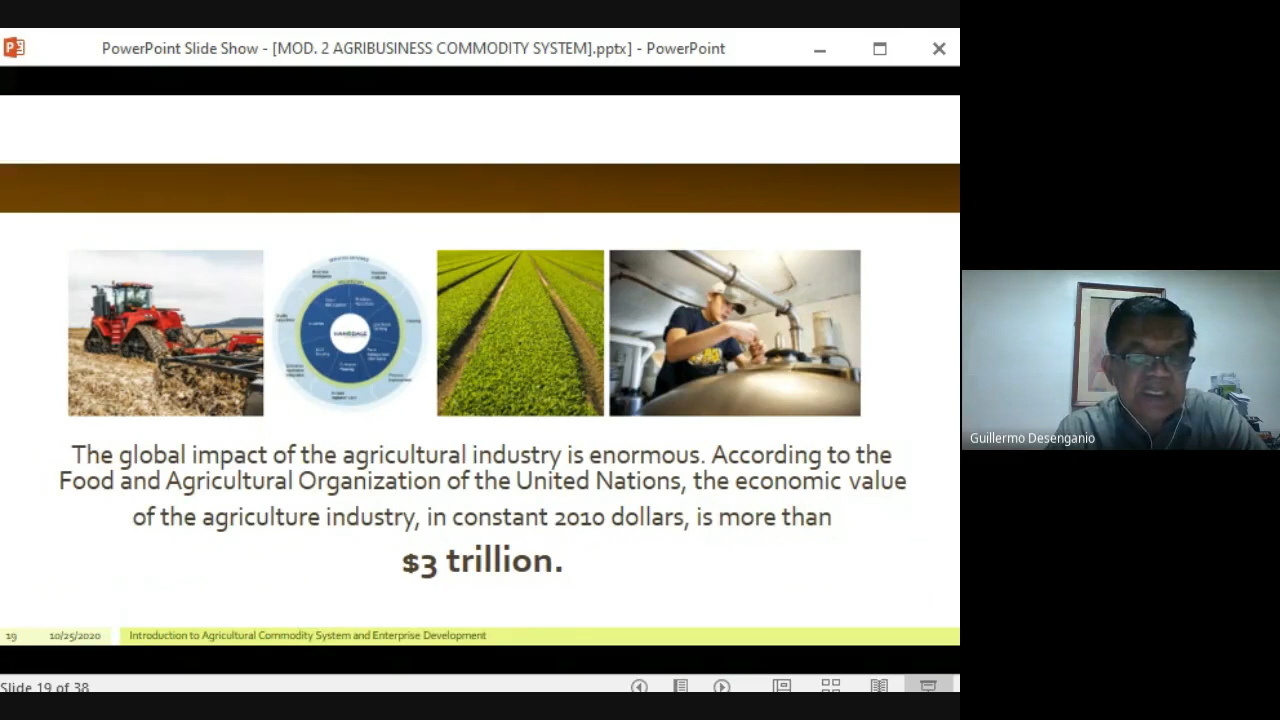 PowerPoint Slide Show - [MOD. 2 AGRIBUSINESS COMMODITY SYSTEM].pptx] - PowerPoint
The global impact of the agricultural industry is enormous. According to the
Food and Agricultural Organization of the United Nations, the economic value
of the agriculture industry, in constant 2010 dollars, is more than
$3 trillion.
Guillermo Desenganio
19 10/25/2020 Introduction to Agricultural Commodity System and Enterprise Development
Slide 19 of 38